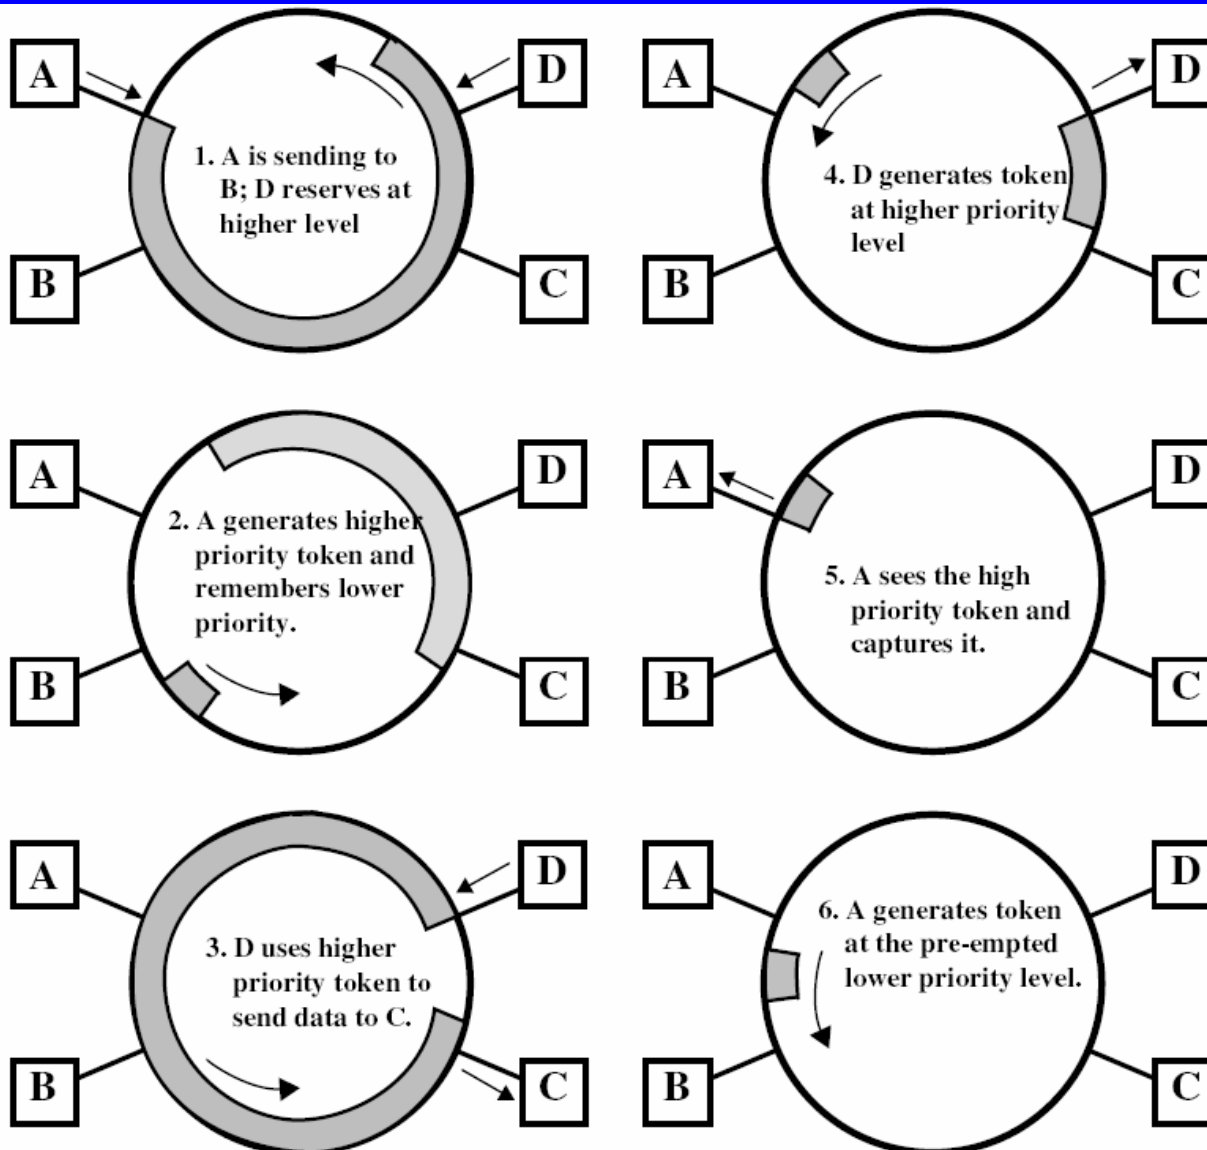 A
D
1. A is sending to
B; D reserves at
higher level
B
C
A
D
2. A generates higher
priority token and
remembers lower
priority.
B
C
A
D
3. D uses higher
priority token to
send data to C.
B
C
A
D
4. D generates token
at higher priority
level
B
C
A
D
5. A sees the high
priority token and
captures it.
B
C
A
D
6. A generates token
at the pre-empted
lower priority level.
B
C